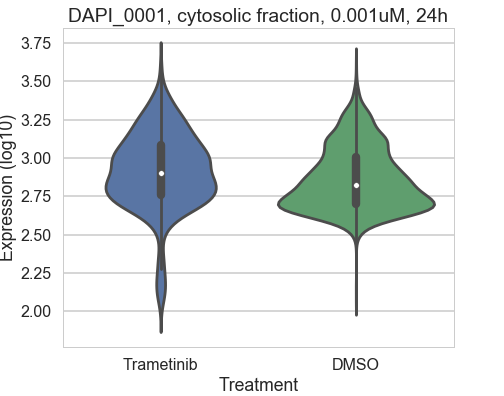 DAPI_0001, cytosolic fraction, 0.001uM, 24h
Expression (log10)
3.75
3.50
3.25
3.00
2.75
2.50
2.25
2.00
Trametinib
DMSO
Treatment